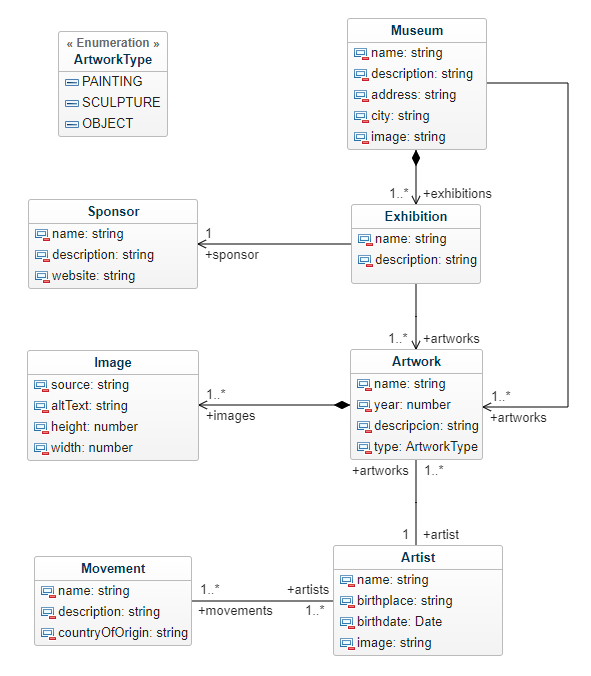 « Enumeration »
ArtworkType
PAINTING
SCULPTURE
OBJECT
Museum
name: string
description: string
address: string
city: string
image: string
1..* +exhibitions
Sponsor
name: string
description: string
website: string
1
+sponsor
Exhibition
name: string
description: string
1..* +artworks
Image
source: string
altText: string
height: number
width: number
1..*
+images
Artwork
name: string
year: number
descripcion: string
type: ArtworkType
1..*
+artworks
+artworks 1..*
1 +artist
Movement
name: string
description: string
countryOfOrigin: string
1..* +artists
+movements 1..*
Artist
name: string
birthplace: string
birthdate: Date
image: string